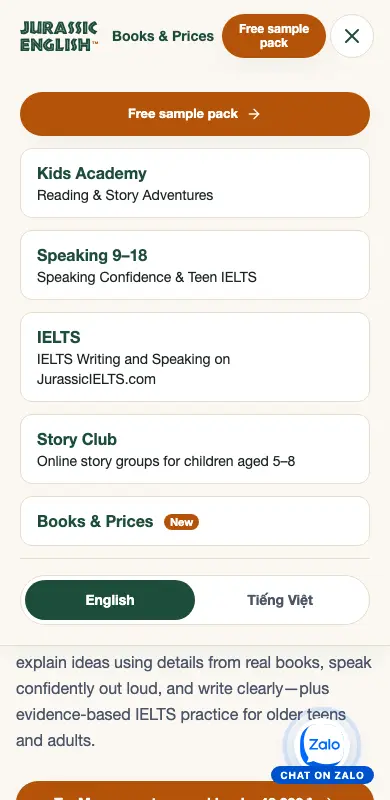 JURASSIC
ENGLISH™
Books & Prices
Free sample
pack
Free sample pack →
Kids Academy
Reading & Story Adventures
Speaking 9–18
Speaking Confidence & Teen IELTS
IELTS
IELTS Writing and Speaking on
JurassicIELTS.com
Story Club
Online story groups for children aged 5–8
Books & Prices New
English
Tiếng Việt
explain ideas using details from real books, speak
confidently out loud, and write clearly—plus
evidence-based IELTS practice for older teens
and adults.
Zalo
CHAT ON ZALO